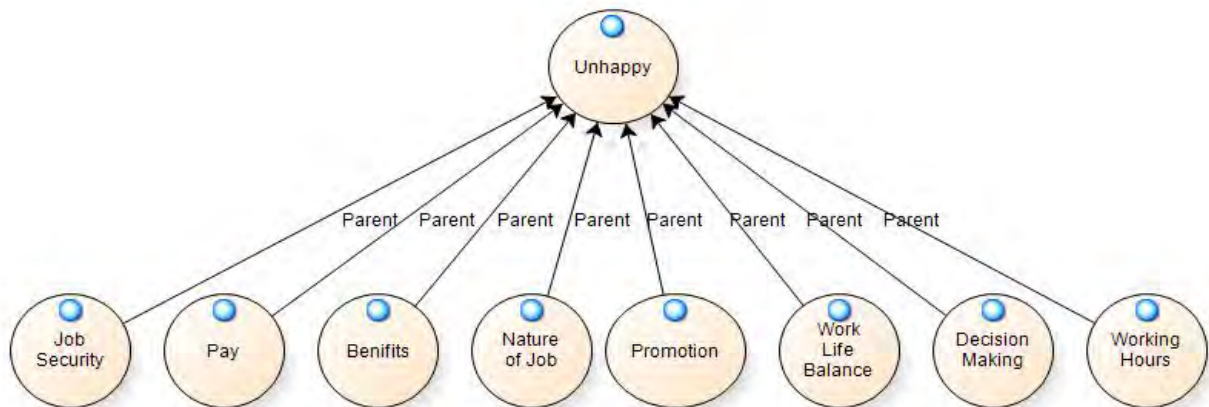 Unhappy
Parent Parent Parent Parent Parent Parent Parent Parent
Job
Security
Pay
Benifits
Nature
of Job
Promotion
Work
Life
Balance
Decision
Making
Working
Hours